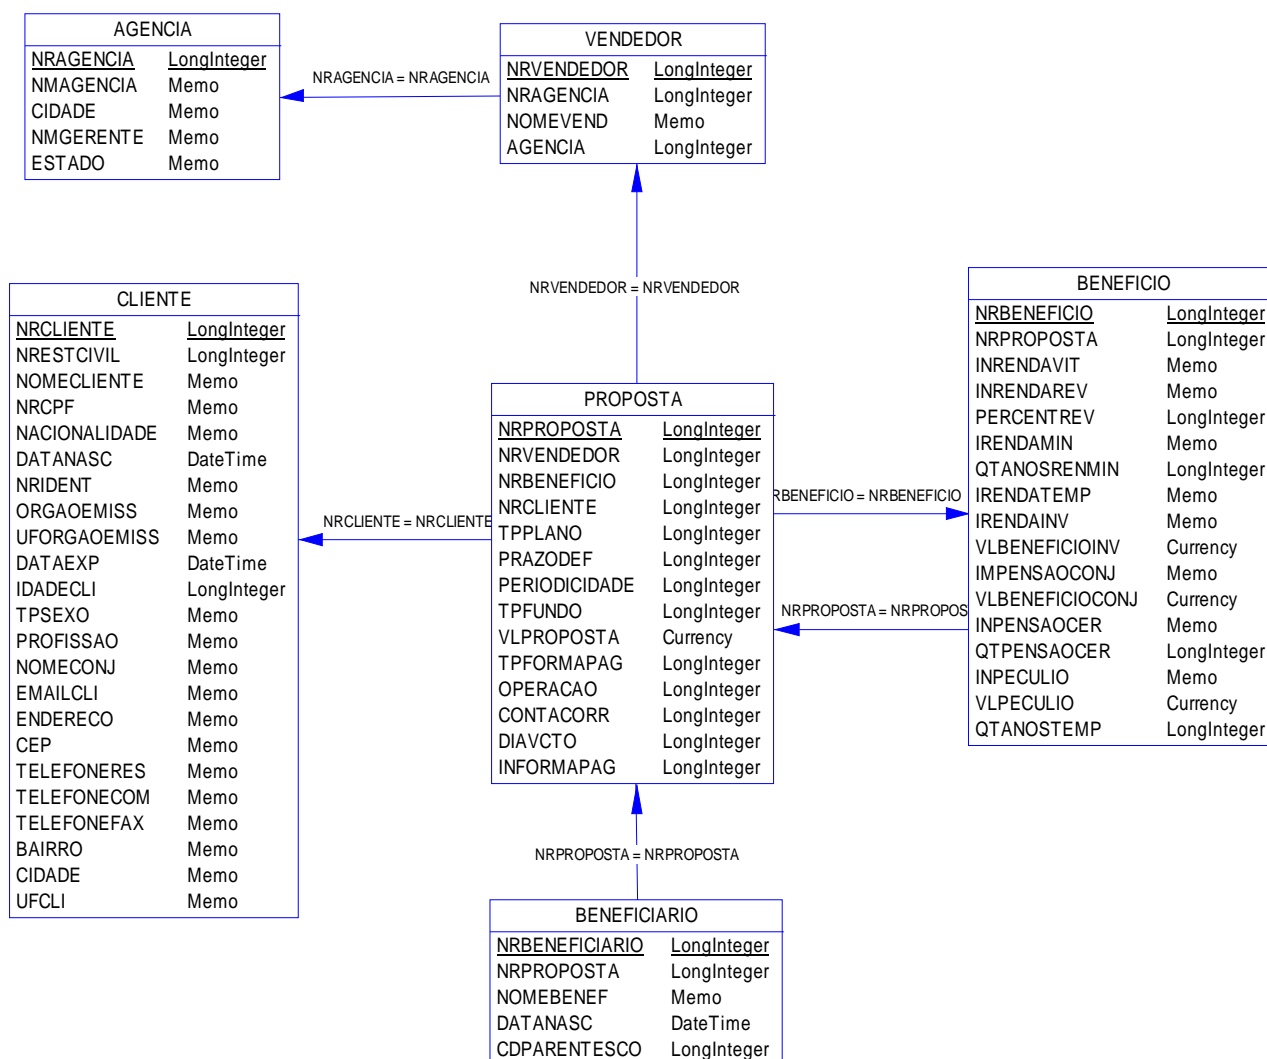 AGENCIA
NRAGENCIA LongInteger
NMAGENCIA Memo
CIDADE Memo
NMGERENTE Memo
ESTADO Memo
NRAGENCIA = NRAGENCIA
VENDEDOR
NRVENDEDOR LongInteger
NRAGENCIA LongInteger
NOMEVEND Memo
AGENCIA LongInteger
NRVENDEDOR = NRVENDEDOR
CLIENTE
NRCLIENTE LongInteger
NRESTCIVIL LongInteger
NOMECLIENTE Memo
NRCPF Memo
NACIONALIDADE Memo
DATANASC DateTime
NRIDENT Memo
ORGAOEMISS Memo
UFORGAOEMISS Memo
DATAEXP DateTime
IDADECLI LongInteger
TPSEXO Memo
PROFISSAO Memo
NOMECONJ Memo
EMAILCLI Memo
ENDERECO Memo
CEP Memo
TELEFONERES Memo
TELEFONECOM Memo
TELEFONEFAX Memo
BAIRRO Memo
CIDADE Memo
UFCLI Memo
NRCLIENTE = NRCLIENTE
PROPOSTA
NRPROPOSTA LongInteger
NRVENDEDOR LongInteger
NRBENEFICIO LongInteger
NRCLIENTE LongInteger
TPPLANO LongInteger
PRAZODEF LongInteger
PERIODICIDADE LongInteger
TPFUNDO LongInteger
VLPROPOSTA Currency
TPFORMAPAG LongInteger
OPERACAO LongInteger
CONTACORR LongInteger
DIAVCTO LongInteger
INFORMAPAG LongInteger
RBENEFICIO = NRBENEFICIO
NRPROPOSTA = NRPROPOS
BENEFICIO
NRBENEFICIO LongInteger
NRPROPOSTA LongInteger
INRENDAVIT Memo
INRENDAREV Memo
PERCENTREV LongInteger
IRENDAMIN Memo
QTANOSRENMIN LongInteger
IRENDATEMP Memo
IRENDAINV Memo
VLBENEFICIOINV Currency
IMPENSAOCONJ Memo
VLBENEFICIOCONJ Currency
INPENSAOCER Memo
QTPENSAOCER LongInteger
INPECULIO Memo
VLPECULIO Currency
QTANOSTEMP LongInteger
NRPROPOSTA = NRPROPOSTA
BENEFICIARIO
NRBENEFICIARIO LongInteger
NRPROPOSTA LongInteger
NOMEBENEF Memo
DATANASC DateTime
CDPARENTESCO LongInteger